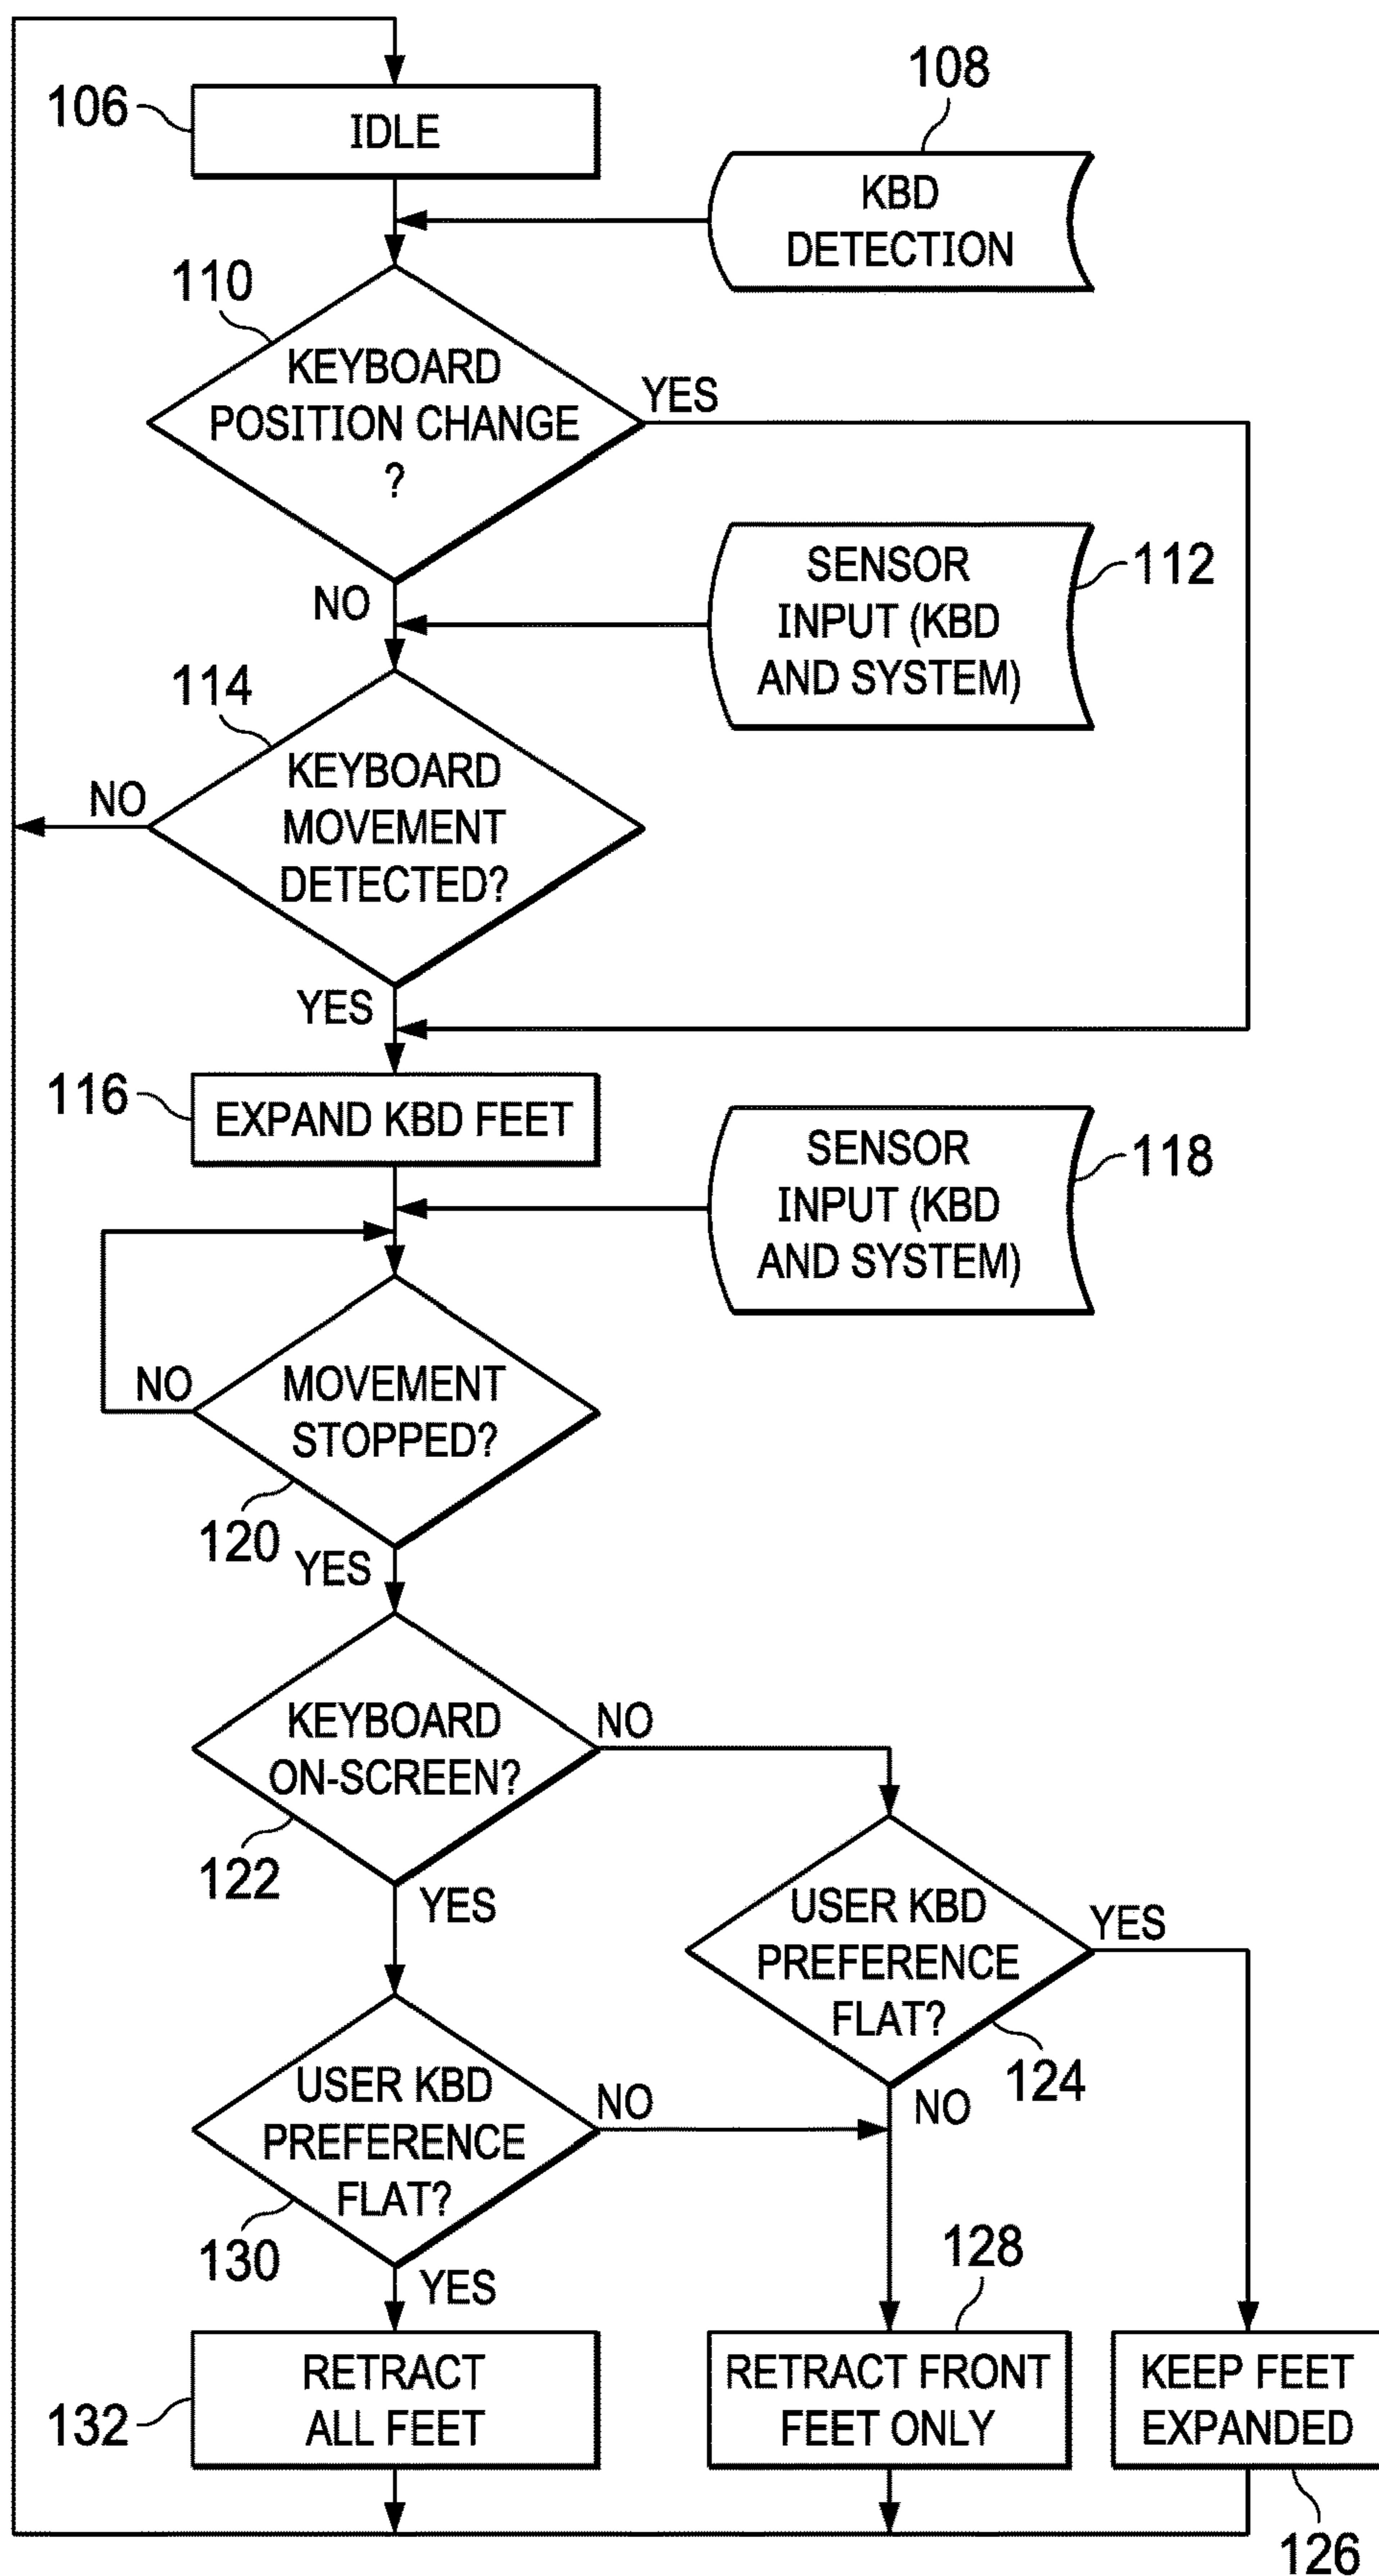 106
IDLE
108
KBD
DETECTION
110
KEYBOARD
POSITION CHANGE
?
YES
NO
SENSOR
INPUT (KBD
AND SYSTEM)
112
114
KEYBOARD
MOVEMENT
DETECTED?
NO
YES
116
EXPAND KBD FEET
SENSOR
INPUT (KBD
AND SYSTEM)
118
MOVEMENT
STOPPED?
NO
120
YES
KEYBOARD
ON-SCREEN?
NO
122
YES
USER KBD
PREFERENCE
FLAT?
YES
124
NO
USER KBD
PREFERENCE
FLAT?
NO
130
YES
132
RETRACT
ALL FEET
128
RETRACT FRONT
FEET ONLY
KEEP FEET
EXPANDED
126